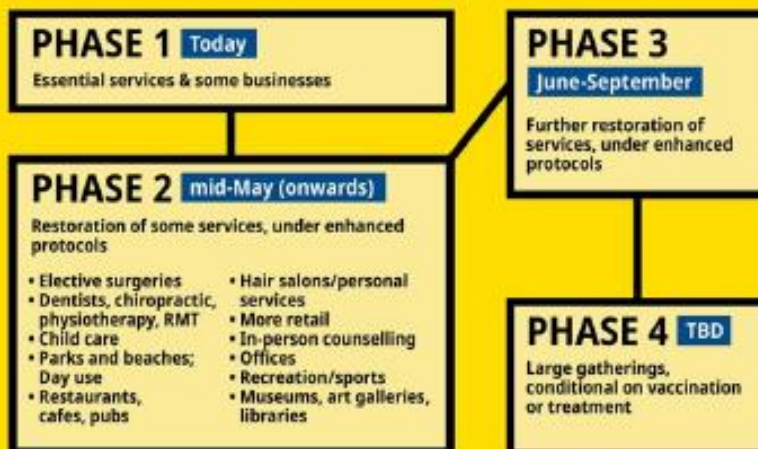 PHASE 1 Today
Essential services & some businesses
PHASE 2 mid-May (onwards)
Restoration of some services, under enhanced
protocols
• Elective surgeries
• Dentists, chiropractic,
physiotherapy, RMT
• Child care
• Parks and beaches;
Day use
• Restaurants,
cafes, pubs
• Hair salons/personal
services
• More retail
• In-person counselling
• Offices
• Recreation/sports
• Museums, art galleries,
libraries
PHASE 3
June-September
Further restoration of
services, under enhanced
protocols
PHASE 4 TBD
Large gatherings,
conditional on vaccination
or treatment